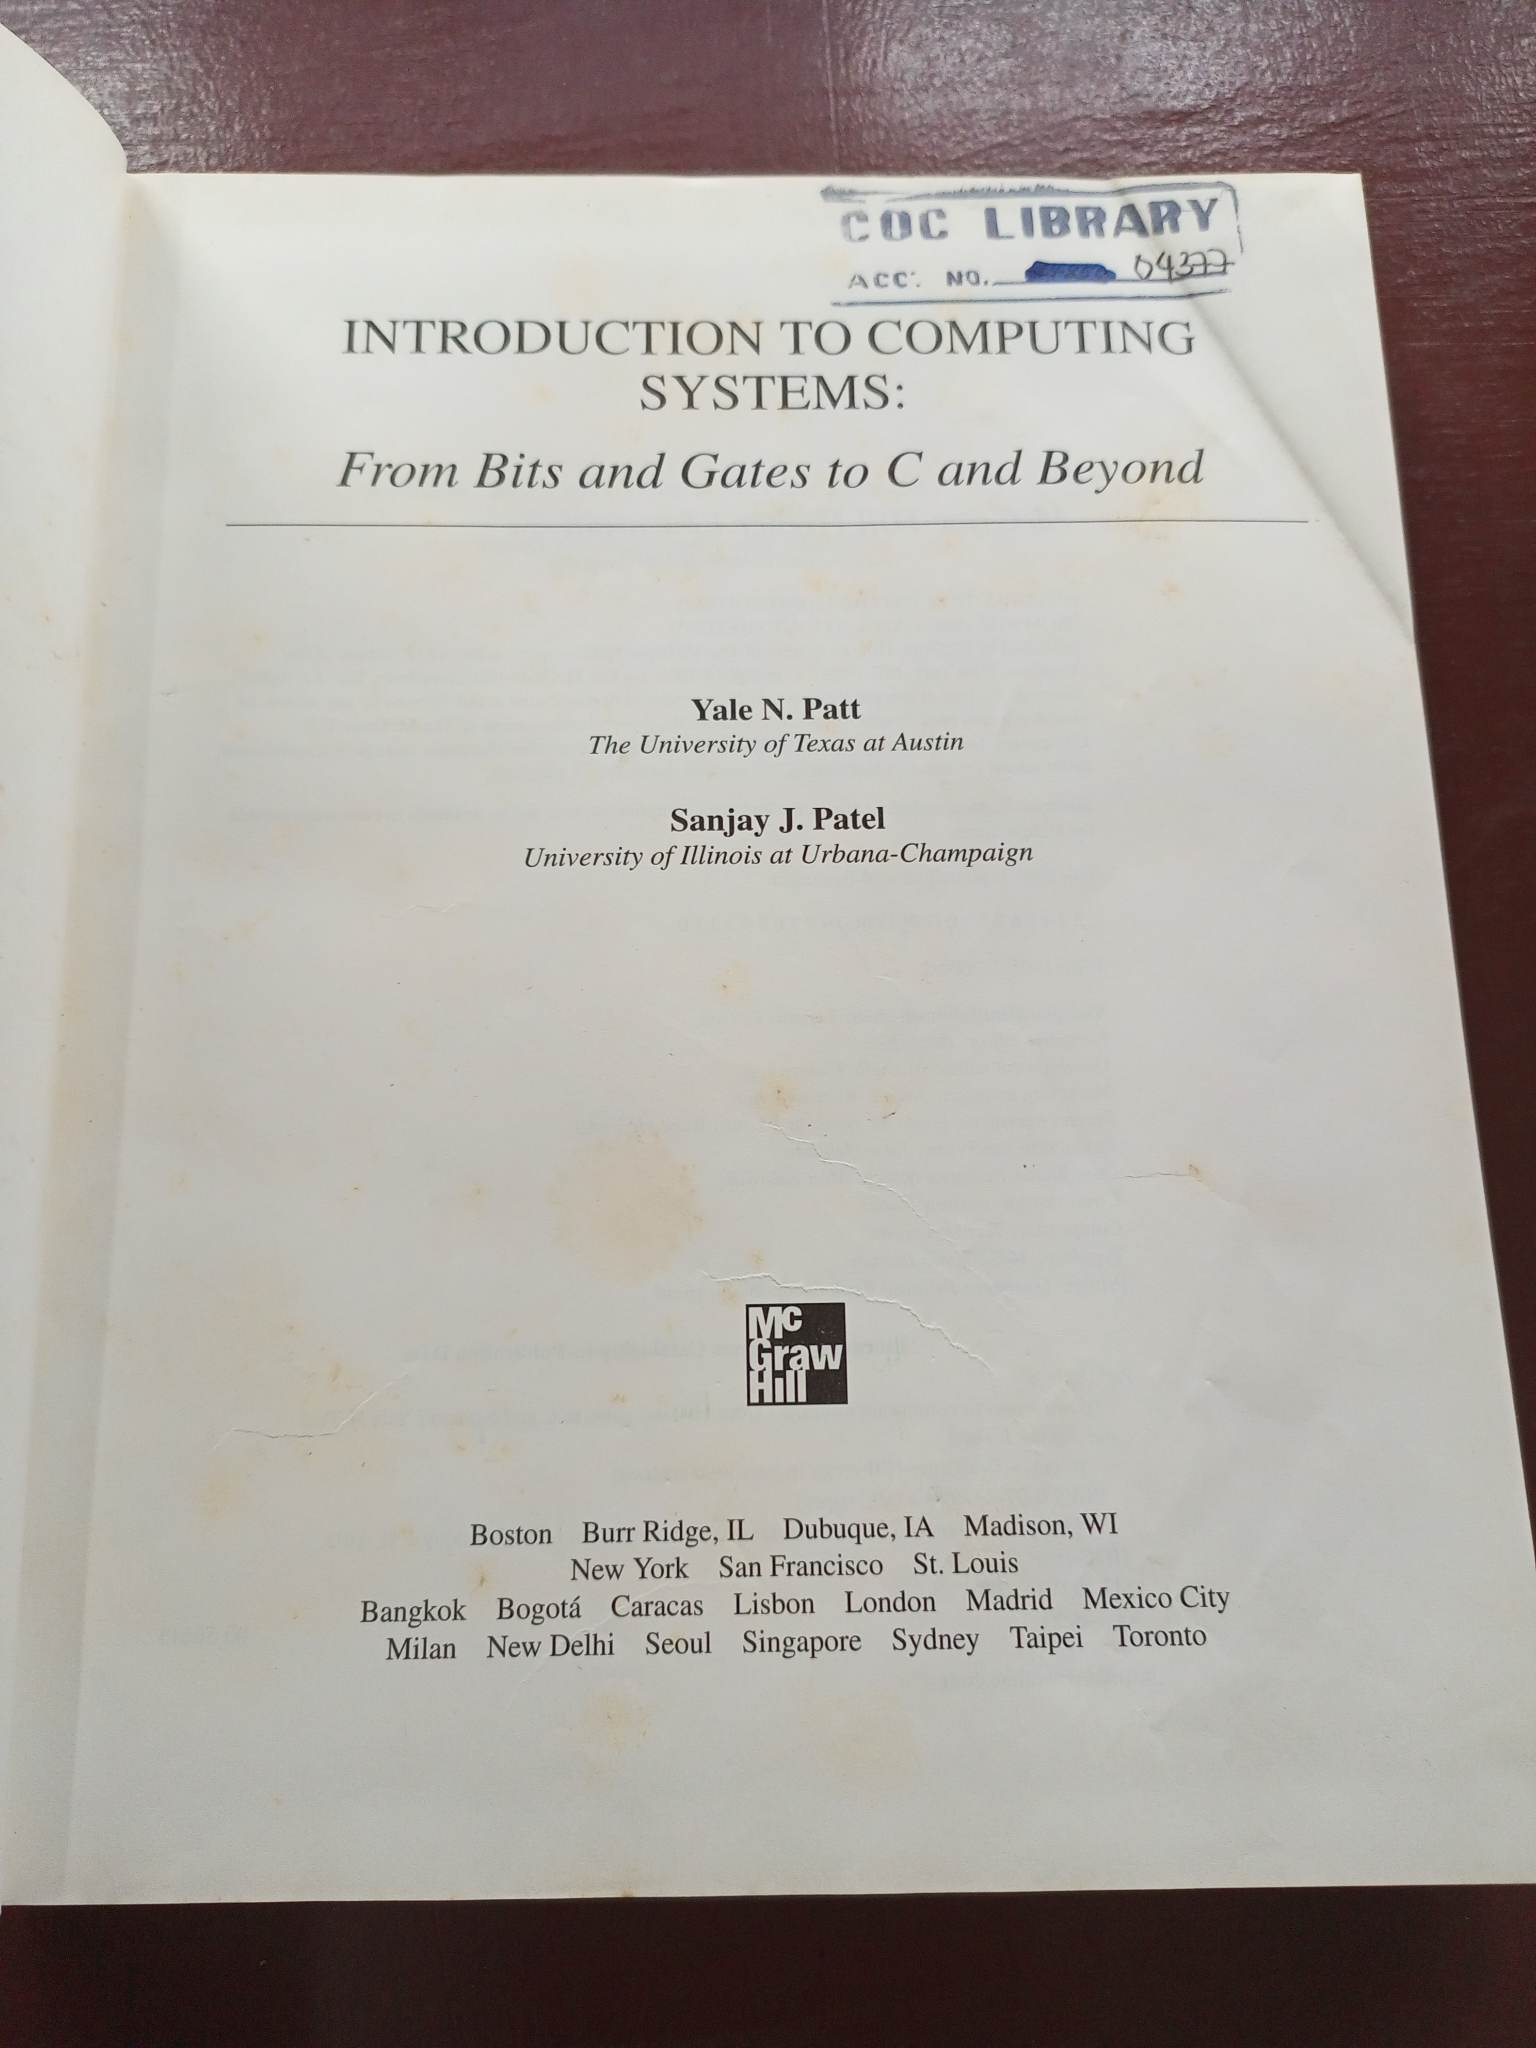 COC LIBRARY
ACC. NO. 04377
INTRODUCTION TO COMPUTING
SYSTEMS:
From Bits and Gates to C and Beyond
Yale N. Patt
The University of Texas at Austin
Sanjay J. Patel
University of Illinois at Urbana-Champaign
Mc
Graw
Hill
Boston Burr Ridge, IL Dubuque, IA Madison, WI
New York San Francisco St. Louis
Bangkok Bogotá Caracas Lisbon London Madrid Mexico City
Milan New Delhi Seoul Singapore Sydney Taipei Toronto